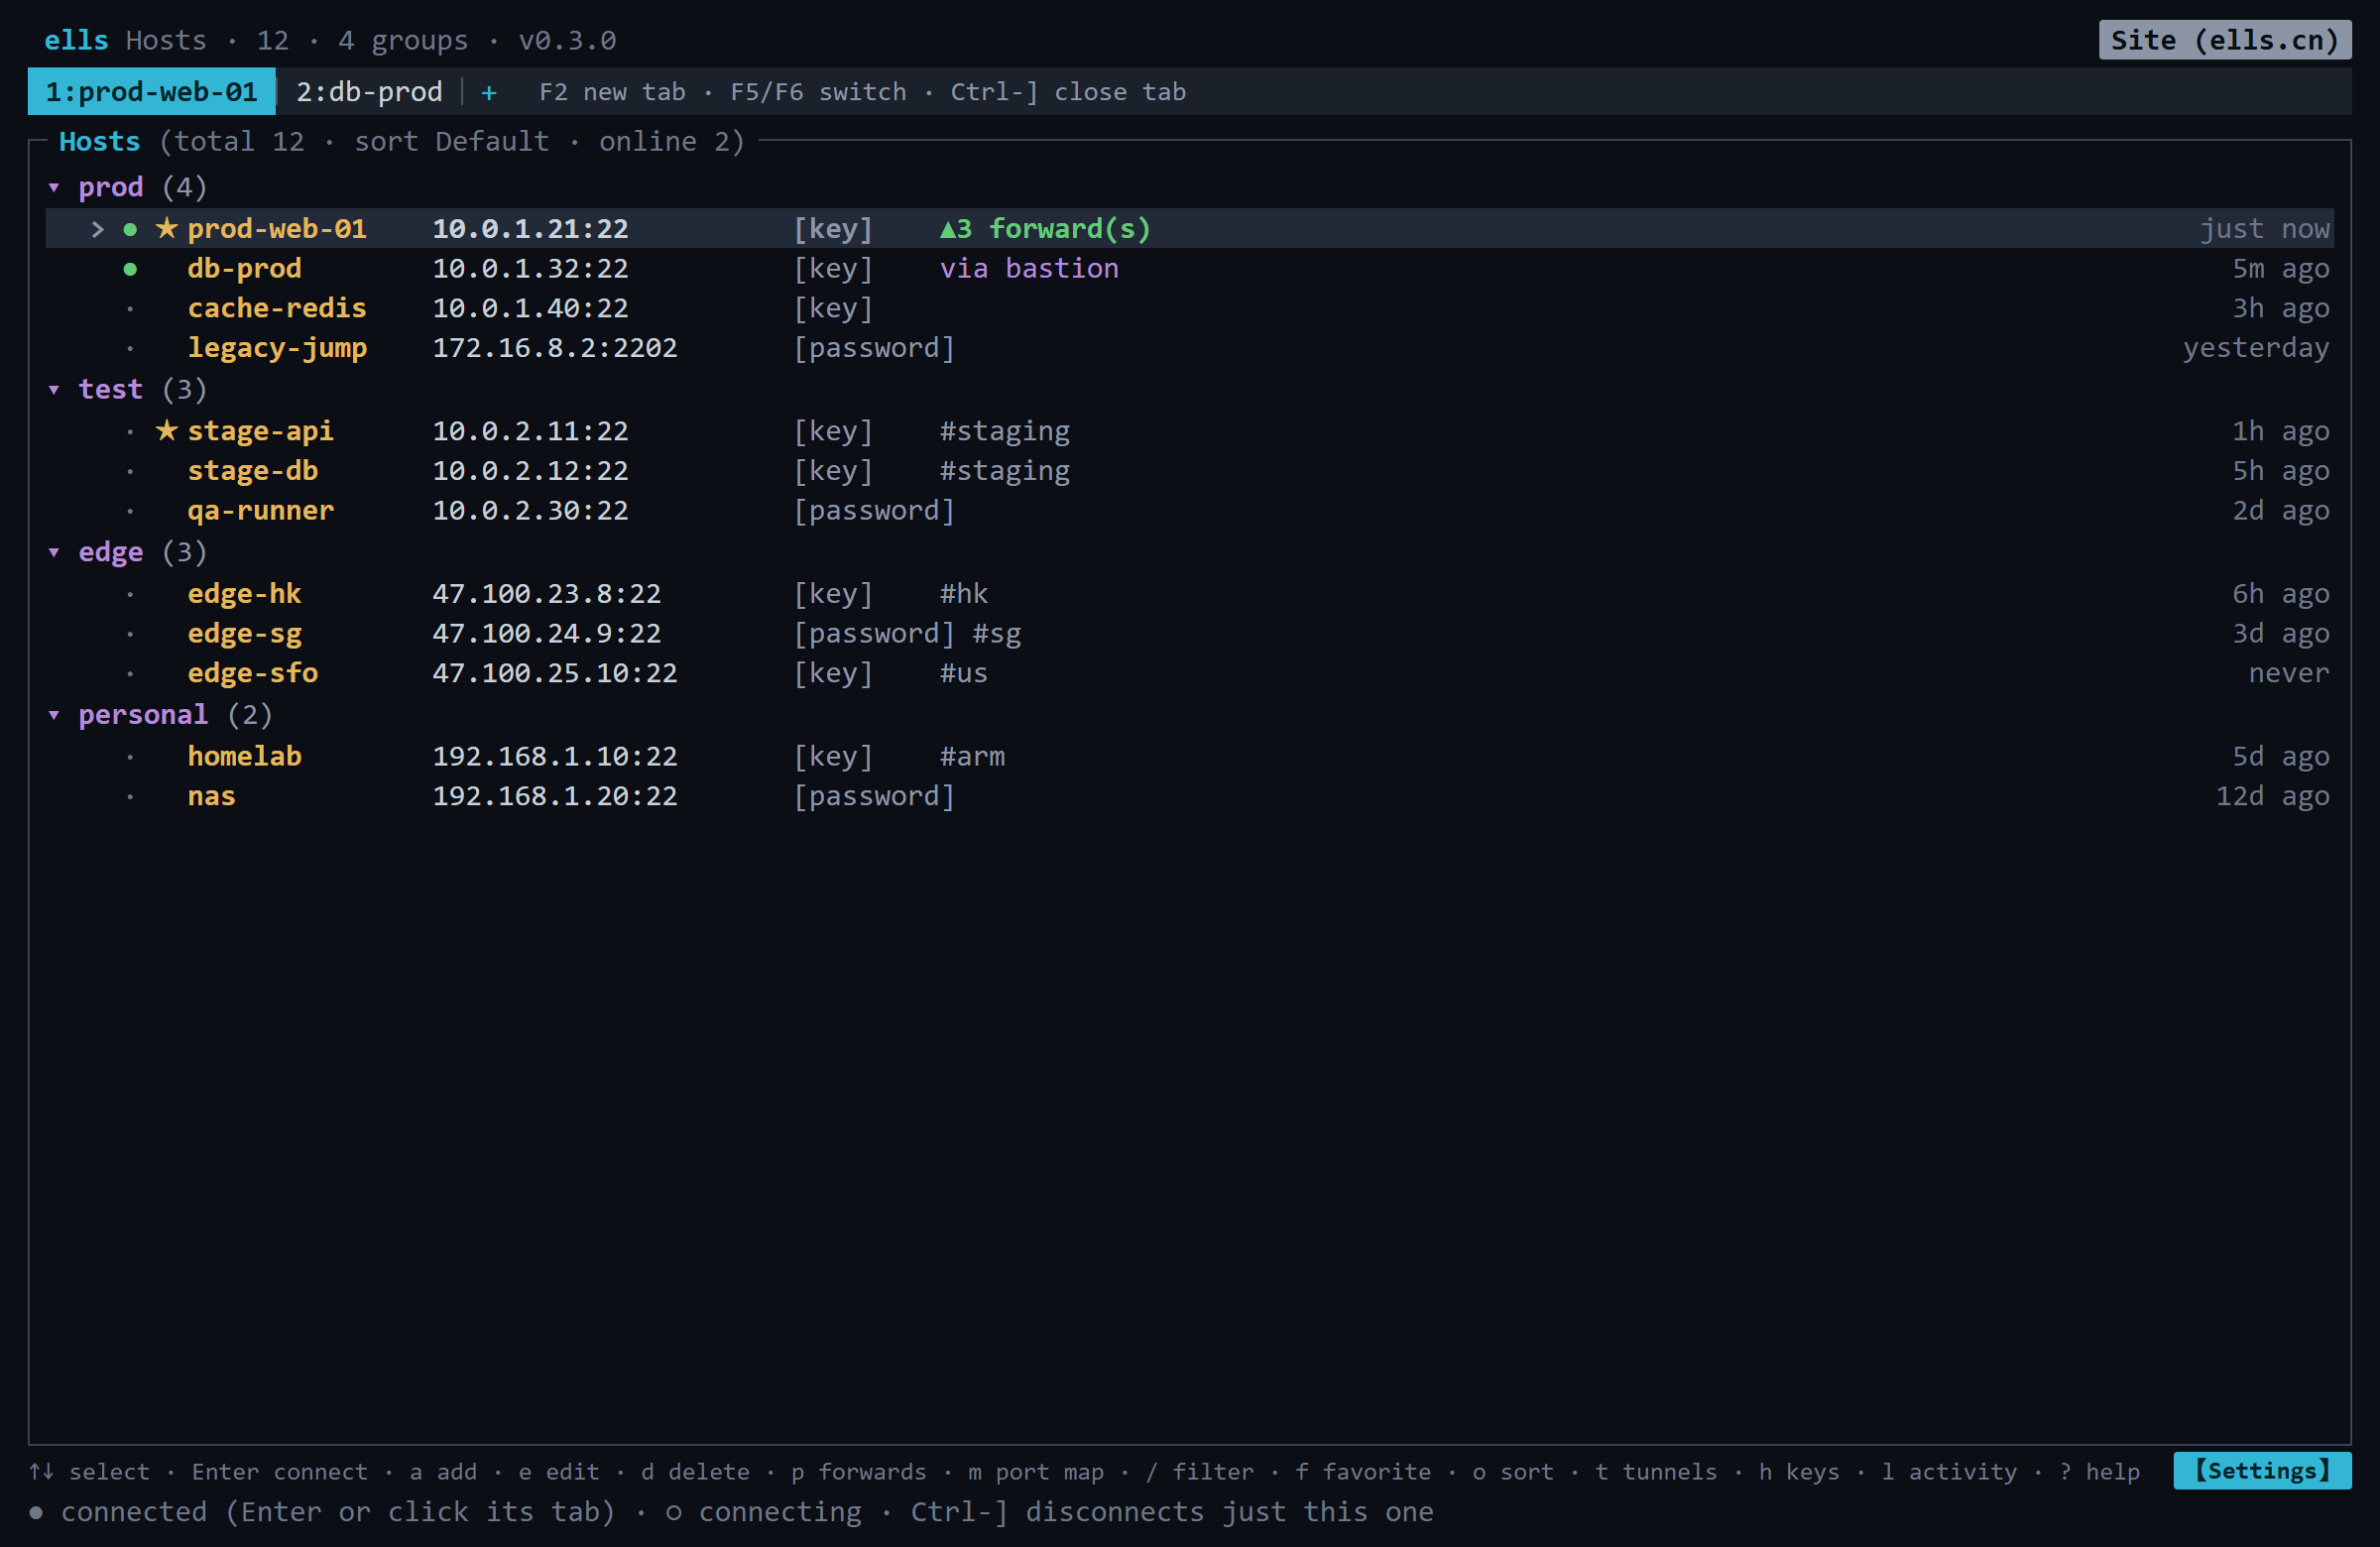 ells Hosts · 12 · 4 groups · v0.3.0 Site (ells.cn)
1:prod-web-01 2:db-prod + F2 new tab · F5/F6 switch · Ctrl-] close tab
Hosts (total 12 · sort Default · online 2)
▾ prod (4)
> ● ★ prod-web-01 10.0.1.21:22 [key] ▲3 forward(s) just now
● db-prod 10.0.1.32:22 [key] via bastion 5m ago
· cache-redis 10.0.1.40:22 [key] 3h ago
· legacy-jump 172.16.8.2:2202 [password] yesterday
▾ test (3)
· ★ stage-api 10.0.2.11:22 [key] #staging 1h ago
· stage-db 10.0.2.12:22 [key] #staging 5h ago
· qa-runner 10.0.2.30:22 [password] 2d ago
▾ edge (3)
· edge-hk 47.100.23.8:22 [key] #hk 6h ago
· edge-sg 47.100.24.9:22 [password] #sg 3d ago
· edge-sfo 47.100.25.10:22 [key] #us never
▾ personal (2)
· homelab 192.168.1.10:22 [key] #arm 5d ago
· nas 192.168.1.20:22 [password] 12d ago
↑↓ select · Enter connect · a add · e edit · d delete · p forwards · m port map · / filter · f favorite · o sort · t tunnels · h keys · l activity · ? help 【Settings】
● connected (Enter or click its tab) · ○ connecting · Ctrl-] disconnects just this one